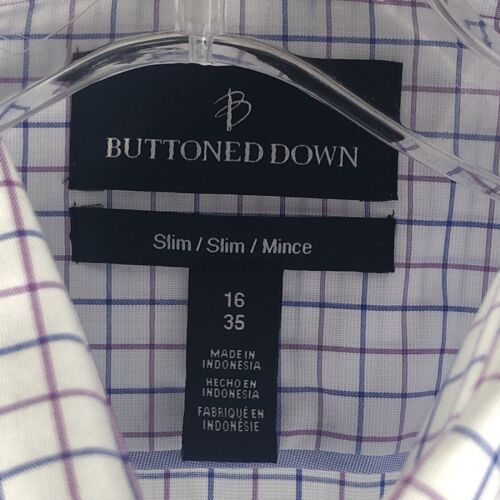 B
BUTTONED DOWN
Slim / Slim / Mince
16
35
MADE IN
INDONESIA
HECHO EN
INDONESIA
FABRIQUÉ EN
INDONÉSIE